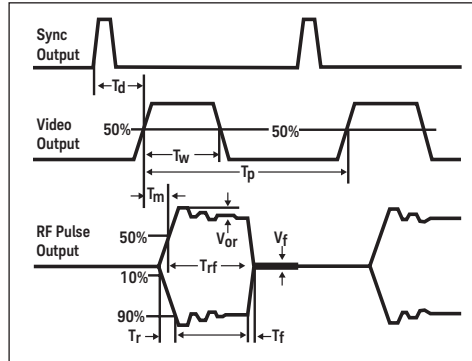 Sync
Output
Td
Video
Output
50%
50%
Tw
Tp
Tm
RF Pulse
Output
50%
Vor
Vf
Trf
10%
90%
Tr
Tf